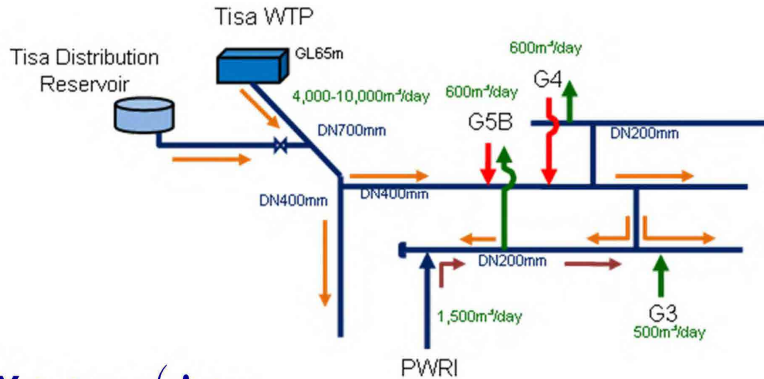 Tisa WTP
Tisa Distribution
Reservoir
GL65m
4,000-10,000m³/day
DN700mm
600m³/day
G4
600m³/day
G5B
DN200mm
DN400mm
DN400mm
DN200mm
1,500m³/day
G3
500m³/day
PWRI